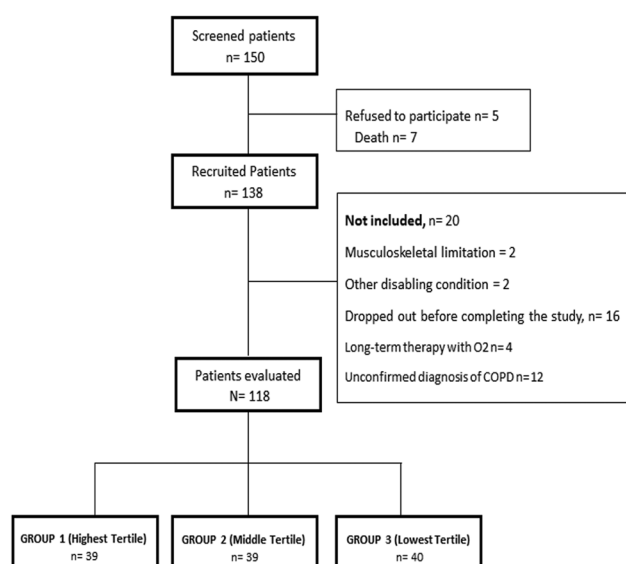 Screened patients
n= 150
Refused to participate n= 5
Death n= 7
Recruited Patients
n= 138
Not included, n= 20
Musculoskeletal limitation = 2
Other disabling condition = 2
Dropped out before completing the study, n= 16
Long-term therapy with O2 n= 4
Unconfirmed diagnosis of COPD n=12
Patients evaluated
N= 118
GROUP 1 (Highest Tertile)
n= 39
GROUP 2 (Middle Tertile)
n= 39
GROUP 3 (Lowest Tertile)
n= 40